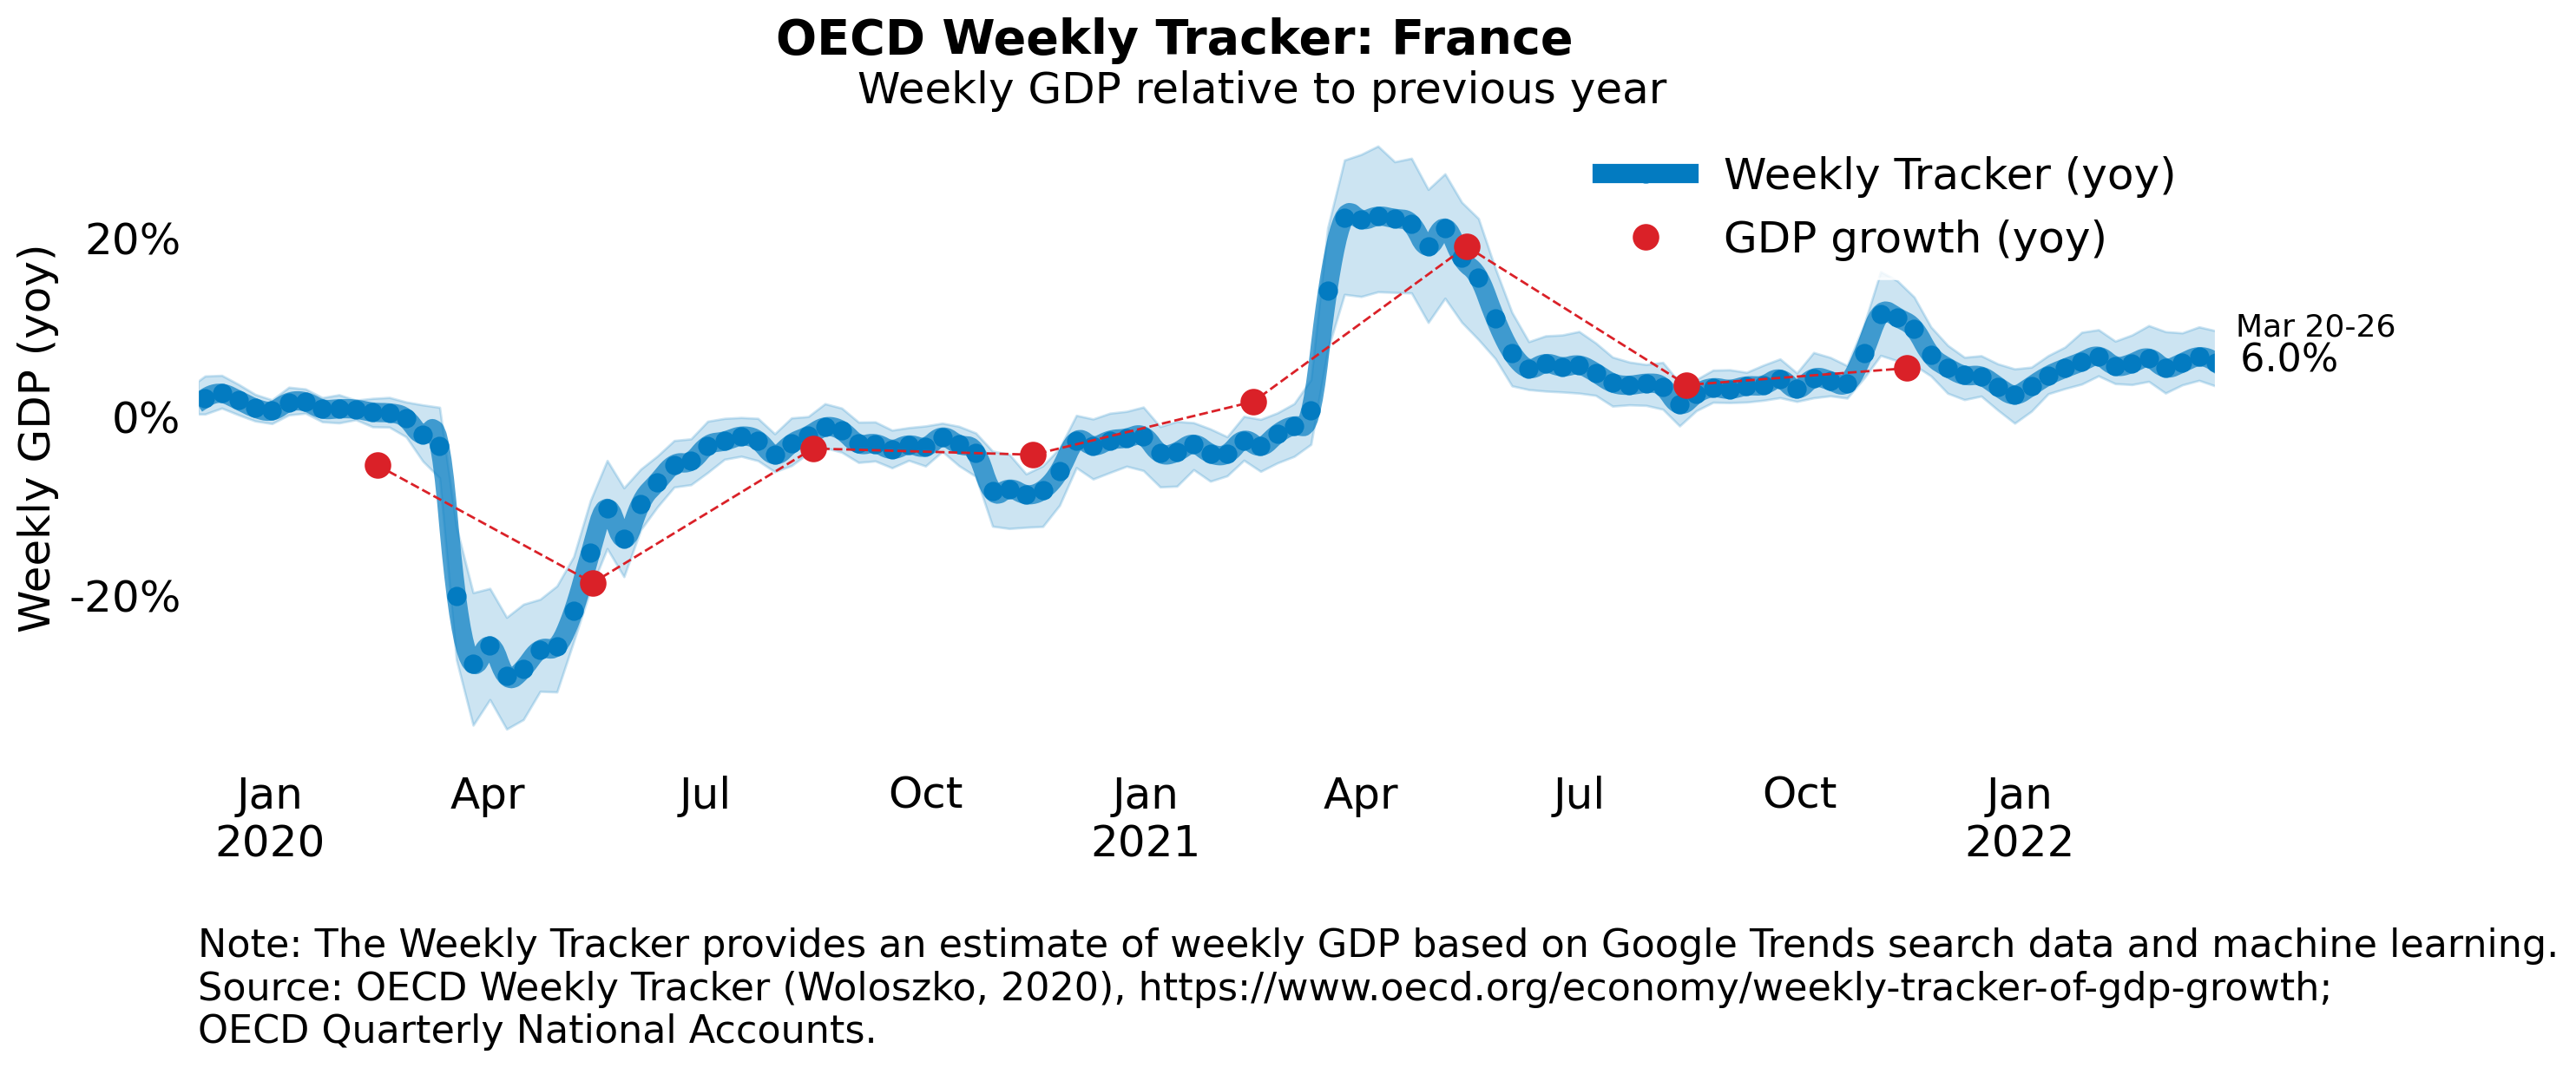 OECD Weekly Tracker: France
Weekly GDP relative to previous year
Weekly Tracker (yoy)
GDP growth (yoy)
Weekly GDP (yoy)
20%
0%
-20%
Mar 20-26
6.0%
Jan Apr Jul Oct Jan Apr Jul Oct Jan
2020 2021 2022
Note: The Weekly Tracker provides an estimate of weekly GDP based on Google Trends search data and machine learning.
Source: OECD Weekly Tracker (Woloszko, 2020), https://www.oecd.org/economy/weekly-tracker-of-gdp-growth;
OECD Quarterly National Accounts.